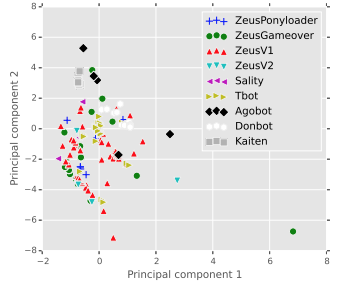 Principal component 2
8
6
4
2
0
−2
−4
−6
−8
ZeusPonyloader
ZeusGameover
ZeusV1
ZeusV2
Sality
Tbot
Agobot
Donbot
Kaiten
−2 0 2 4 6 8
Principal component 1